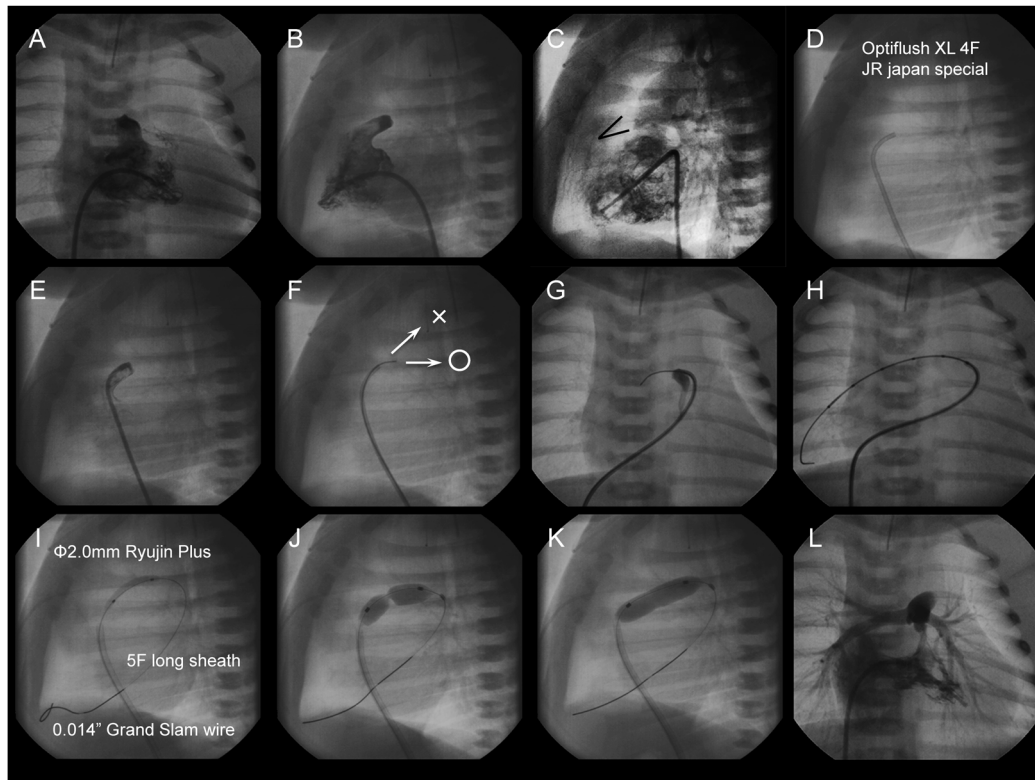 A
B
C
D
Optiflush XL 4F
JR japan special
E
F
×
○
G
H
I
Φ2.0mm Ryujin Plus
5F long sheath
0.014” Grand Slam wire
J
K
L